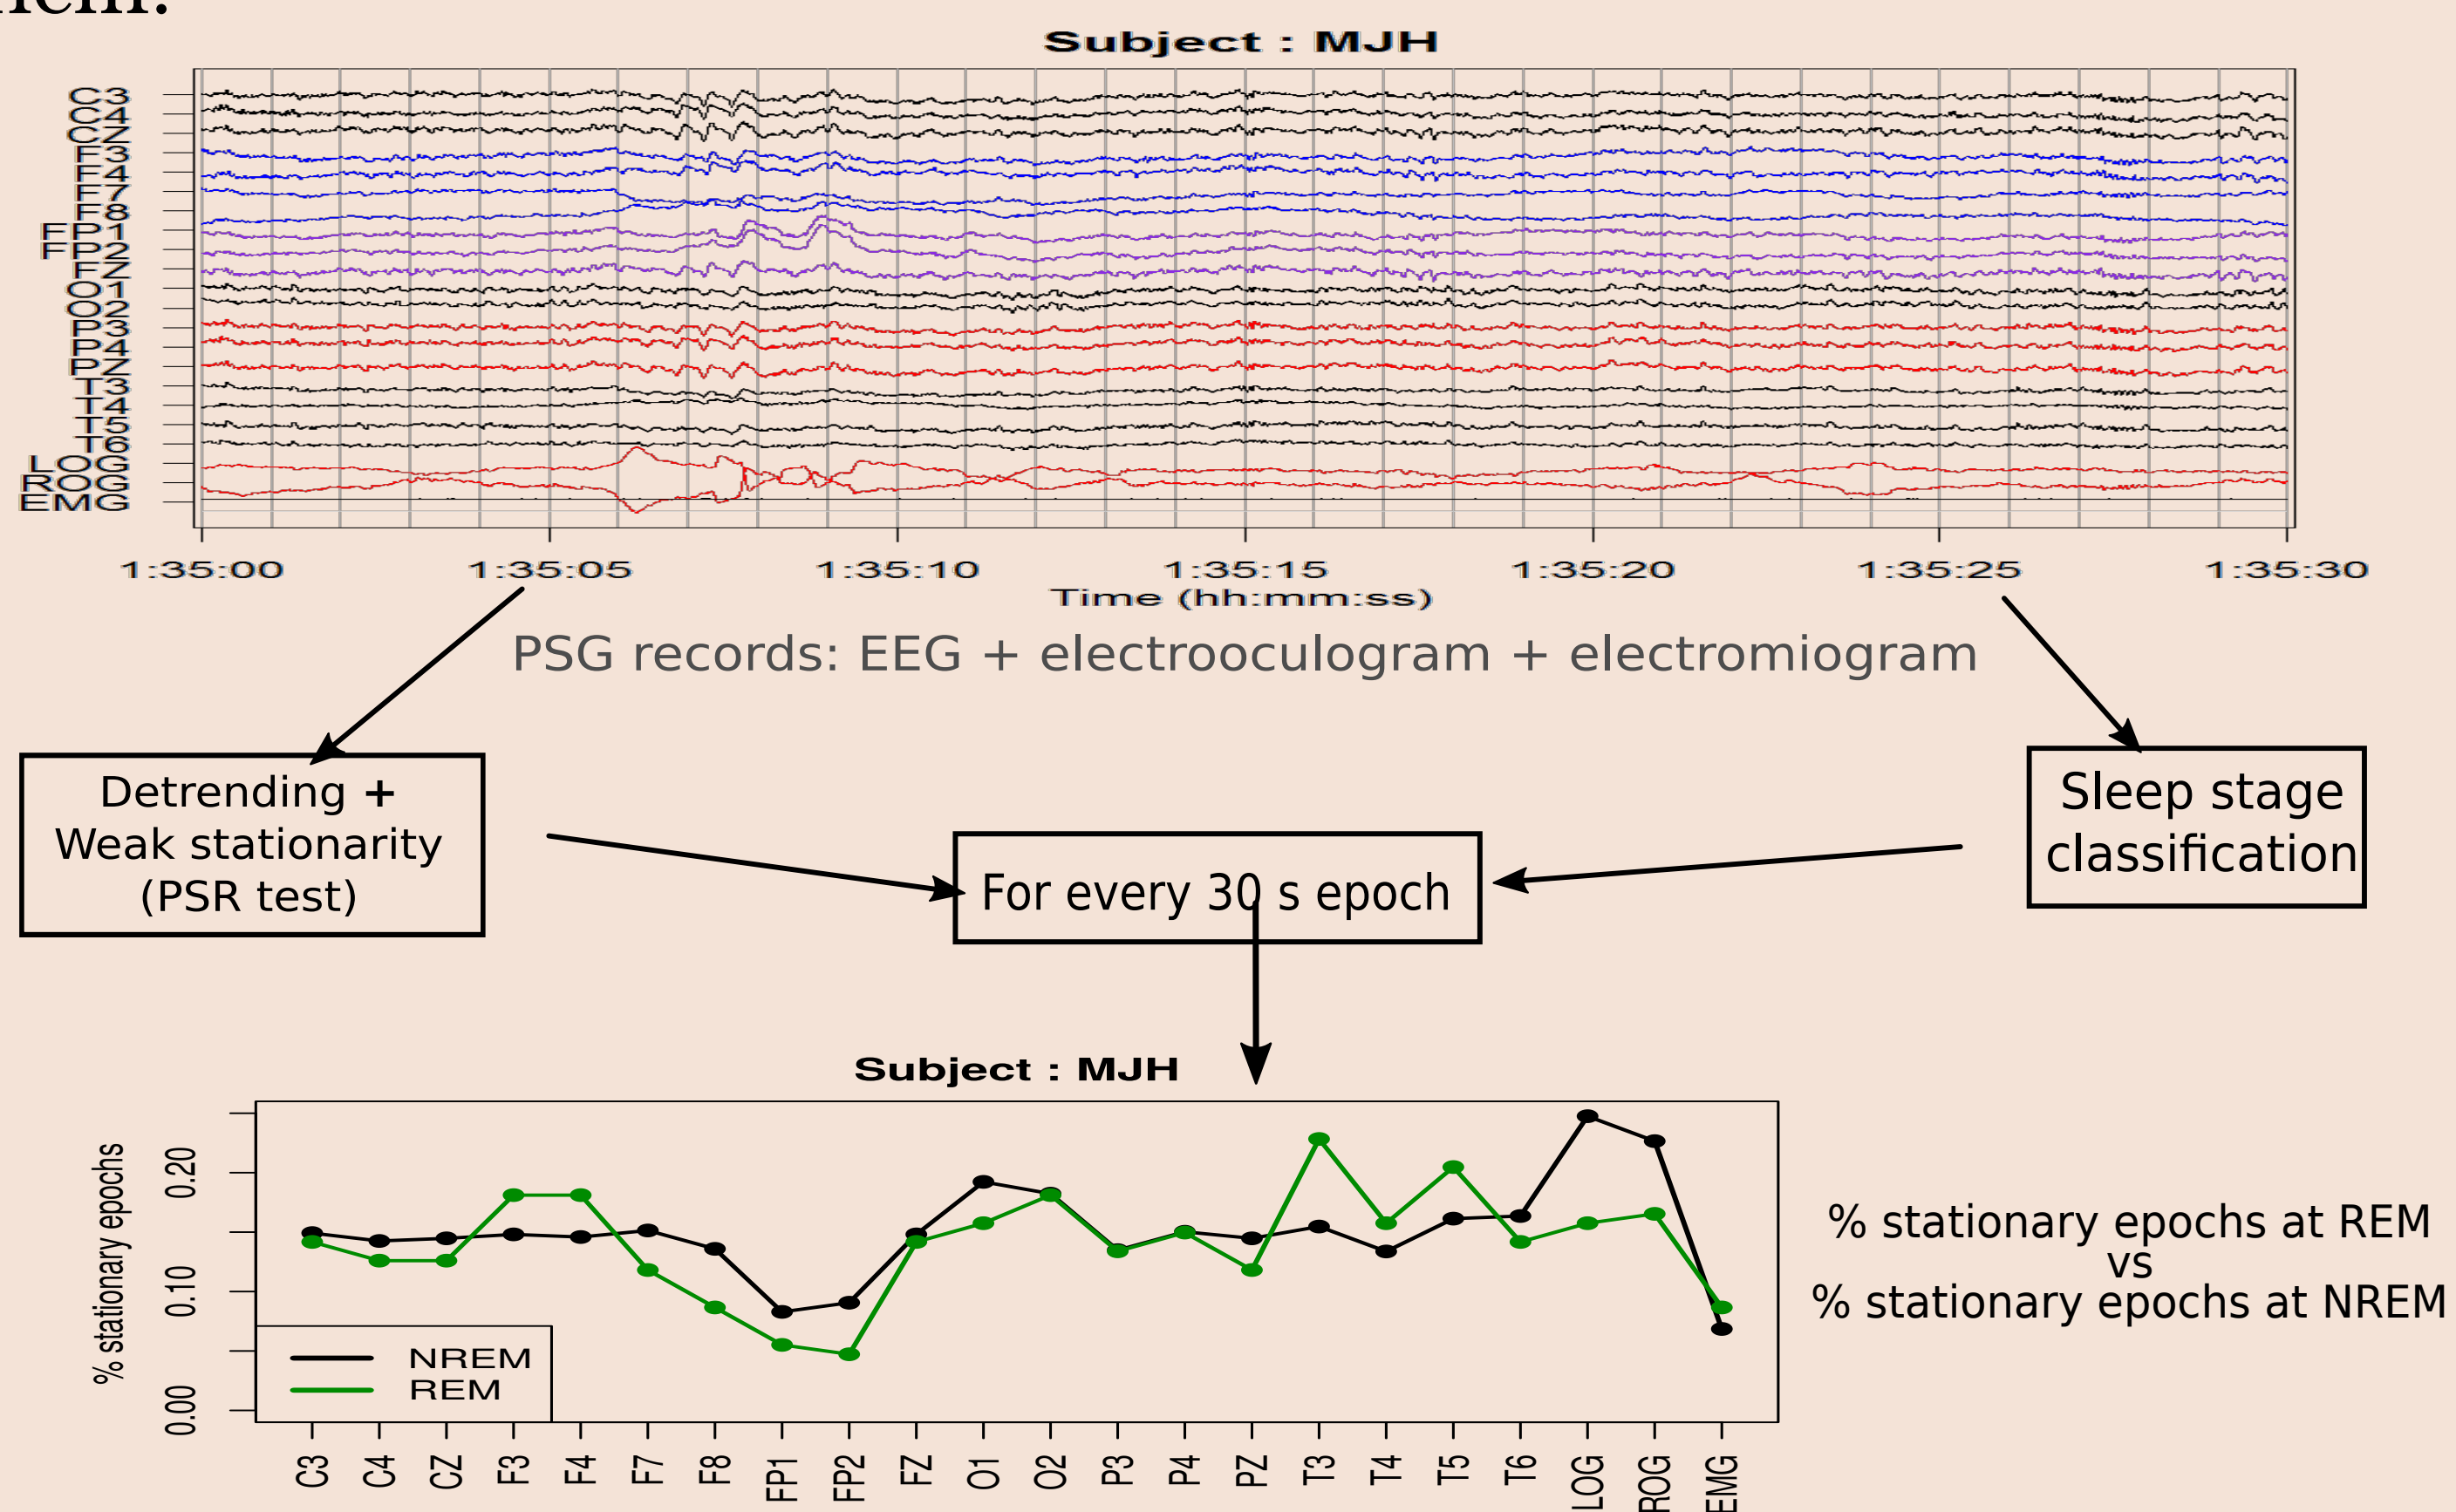 Subject : MJH
C3
C4
CZ
F3
F4
F7
F8
FP1
FP2
FZ
O1
O2
P3
P4
PZ
T3
T4
T5
T6
LOG
ROG
EMG
1:35:00 1:35:05 1:35:10 1:35:15 1:35:20 1:35:25 1:35:30
Time (hh:mm:ss)
PSG records: EEG + electrooculogram + electromiogram
Detrending +
Weak stationarity
(PSR test)
For every 30 s epoch
Sleep stage
classification
Subject : MJH
% stationary epochs
0.20
0.10
0.00
NREM
REM
C3 C4 CZ F3 F4 F7 F8 FP1 FP2 FZ O1 O2 P3 P4 PZ T3 T4 T5 T6 LOG ROG EMG
% stationary epochs at REM
vs
% stationary epochs at NREM